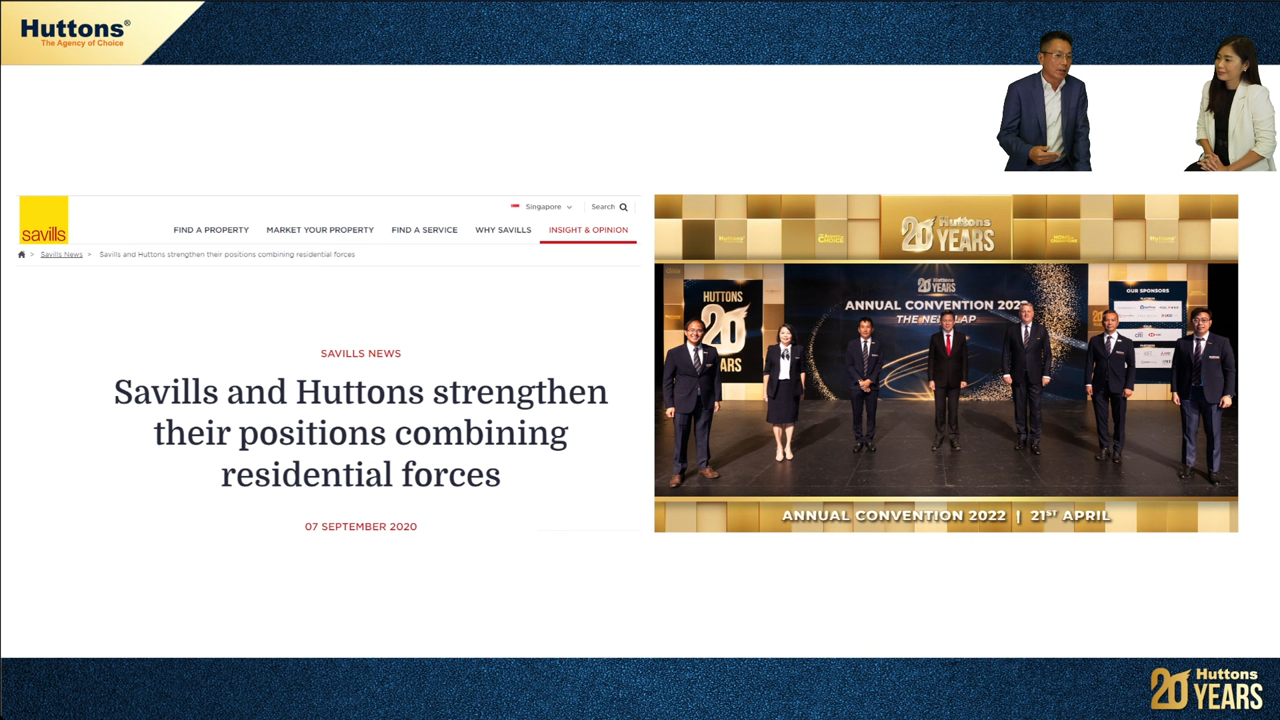 Huttons®
The Agency of Choice
savills
Singapore
Search
FIND A PROPERTY
MARKET YOUR PROPERTY
FIND A SERVICE
WHY SAVILLS
INSIGHT & OPINION
> Savills News > Savills and Huttons strengthen their positions combining residential forces
SAVILLS NEWS
Savills and Huttons strengthen
their positions combining
residential forces
07 SEPTEMBER 2020
20 Huttons
YEARS
20 Huttons
YEARS
HUTTONS
20
YEARS
ANNUAL CONVENTION 2022
OUR SPONSORS
ANNUAL CONVENTION 2022 | 21ST APRIL
20 Huttons
YEARS